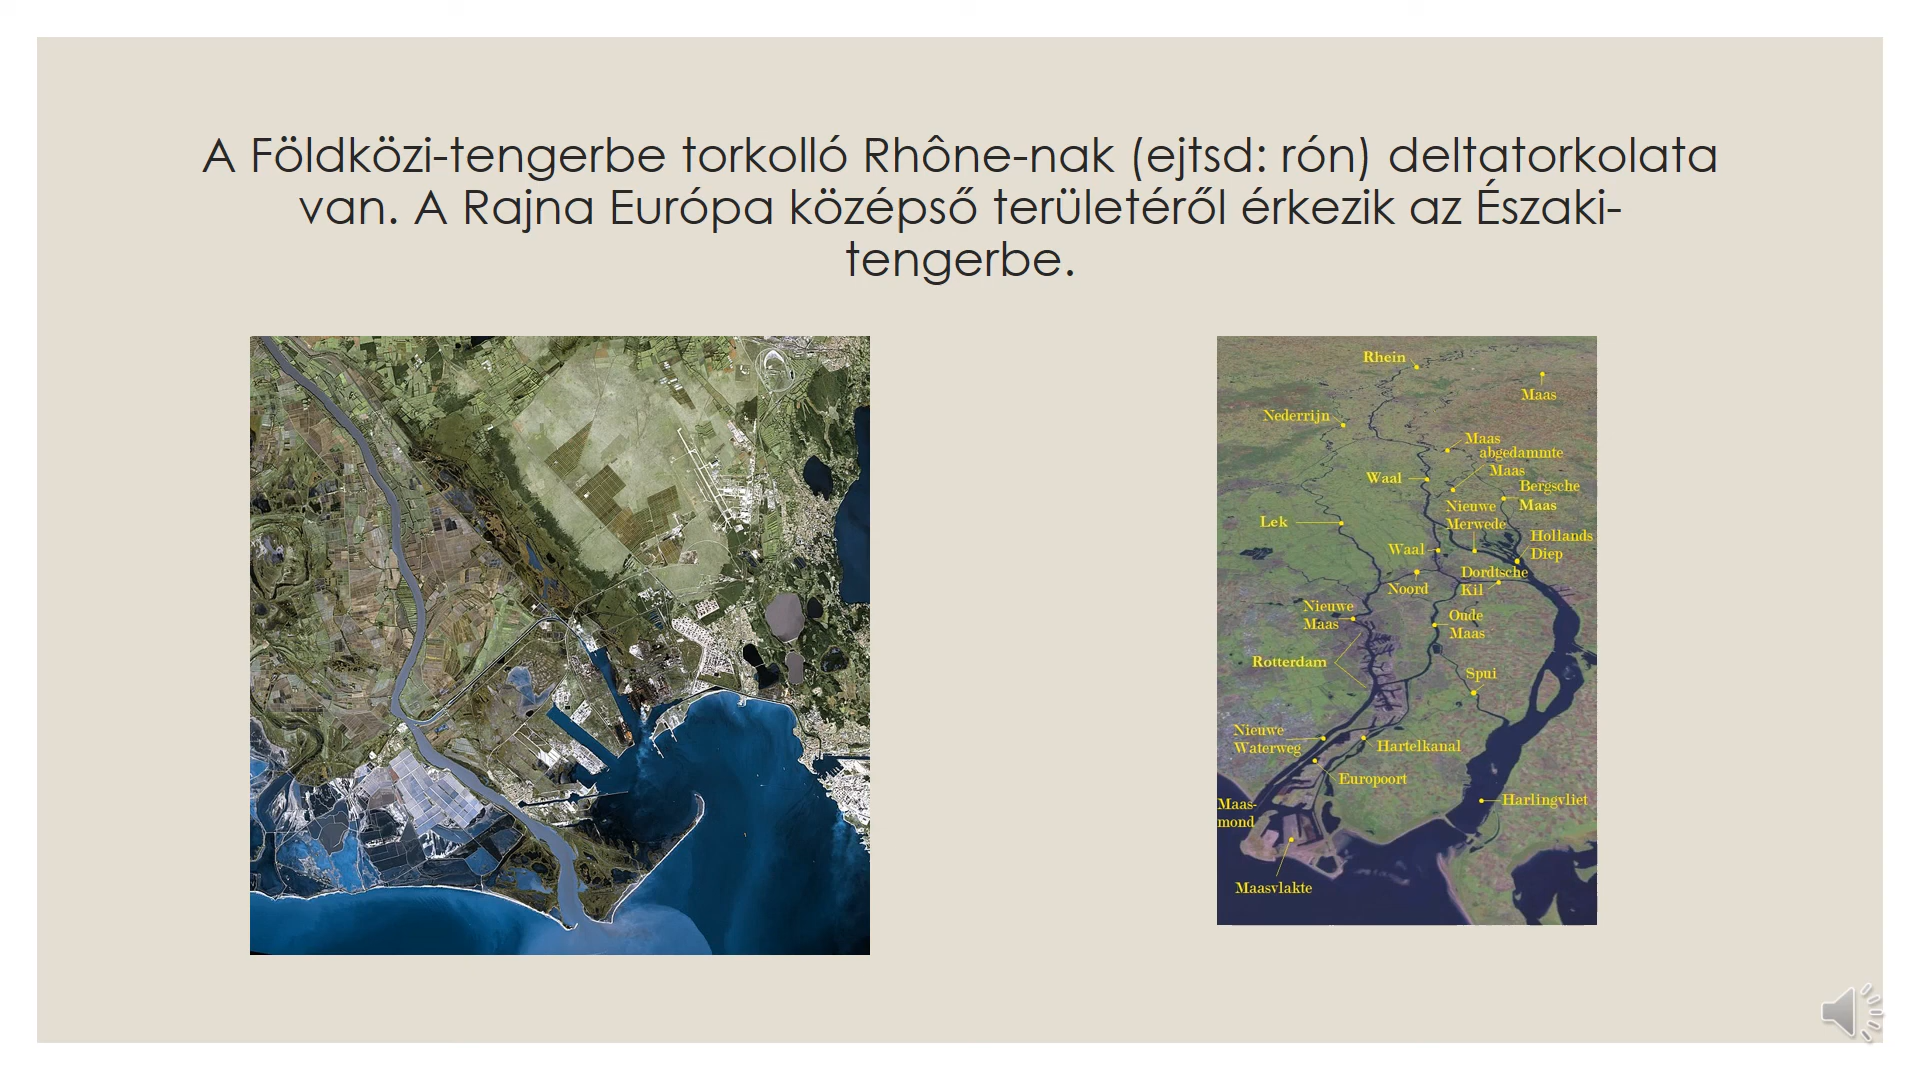 A Földközi-tengerbe torkolló Rhône-nak (ejtsd: rón) deltatorkolata
van. A Rajna Európa középső területéről érkezik az Északi-
tengerbe.
Rhein
Maas
Nederrijn
Maas
abgedammte
Maas
Waal
Bergsche
Maas
Nieuwe
Merwede
Lek
Hollands
Diep
Waal
Dordtsche
Kil
Noord
Nieuwe
Maas
Oude
Maas
Rotterdam
Spui
Nieuwe
Waterweg
Hartelkanal
Europoort
Harlingvliet
Maas-
mond
Maasvlakte